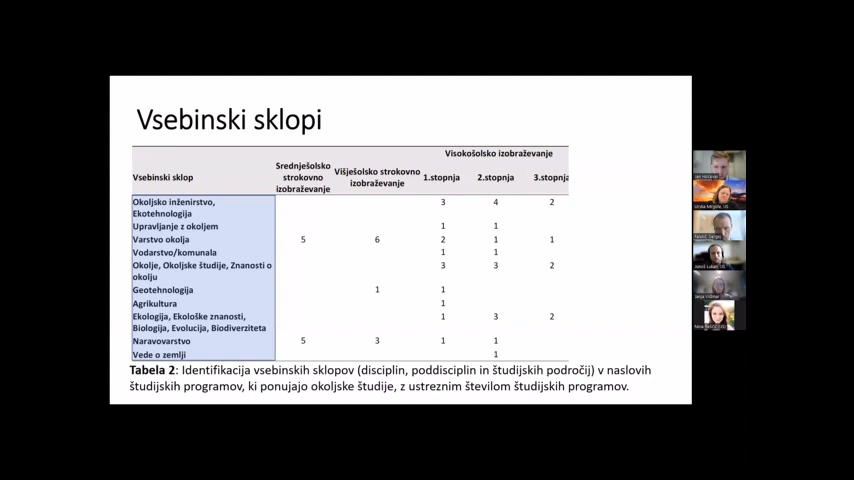 Vsebinski sklopi
Visokošolsko izobraževanje
Vsebinski sklop Srednješolsko strokovno izobraževanje Višješolsko strokovno izobraževanje 1.stopnja 2.stopnja 3.stopnja
Okoljsko inženirstvo, 3 4 2
Ekotehnologija
Upravljanje z okoljem 1 1
Varstvo okolja 5 6 2 1 1
Vodarstvo/komunala 1 1
Okolje, Okoljske študije, Znanosti o 3 3 2
okolju
Geotehnologija 1 1
Agrikultura 1
Ekologija, Ekološke znanosti, 1 3 2
Biologija, Evolucija, Biodiverziteta
Naravovarstvo 5 3 1 1
Vede o zemlji 1
Tabela 2: Identifikacija vsebinskih sklopov (disciplin, poddisciplin in študijskih področij) v naslovih
študijskih programov, ki ponujajo okoljske študije, z ustreznim številom študijskih programov.